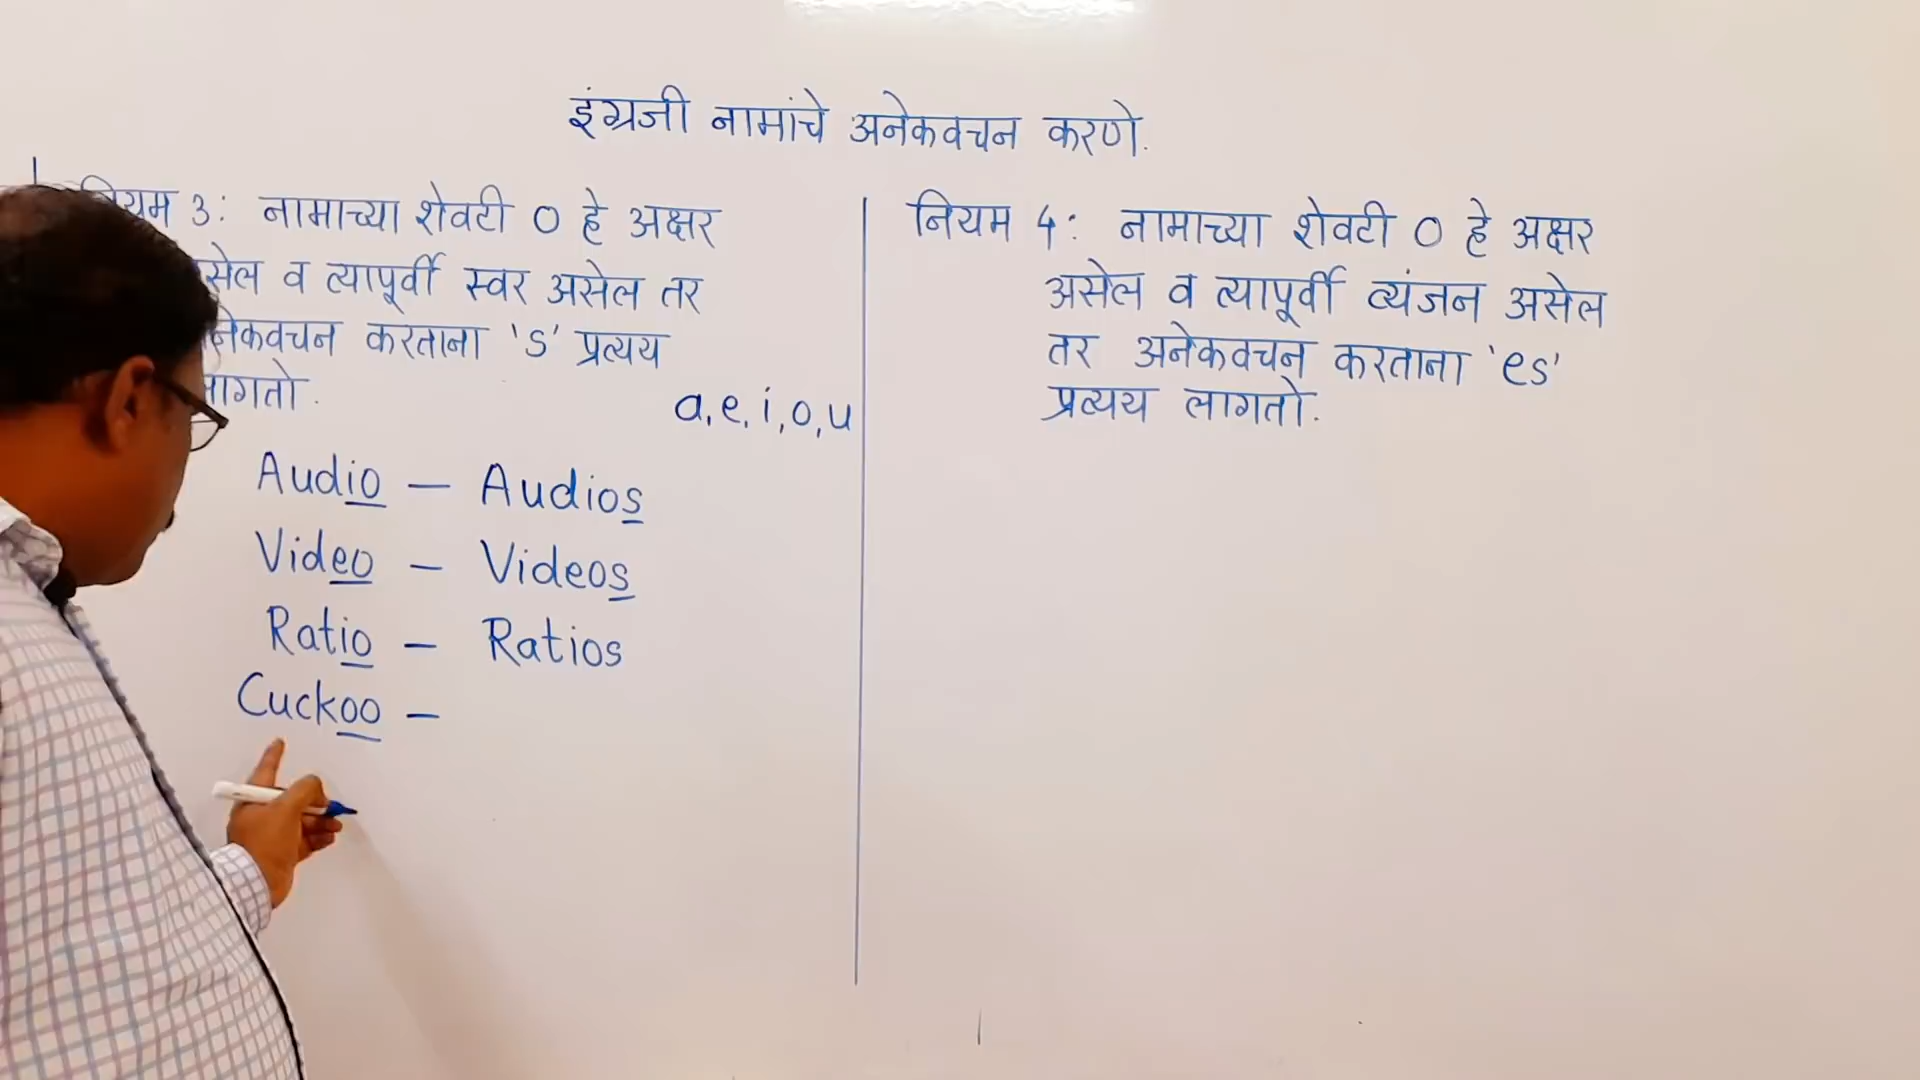 इंग्रजी नामांचे अनेकवचन करणे.
3: नामाच्या शेवटी O हे अक्षर
व त्यापूर्वी स्वर असेल तर
करताना 's' प्रत्यय
a, e, i, o, u
Audio – Audios
Video – Videos
Ratio – Ratios
Cuckoo –
नियम 4: नामाच्या शेवटी O हे अक्षर
असेल व त्यापूर्वी व्यंजन असेल
तर अनेकवचन करताना 'es'
प्रत्यय लागतो.